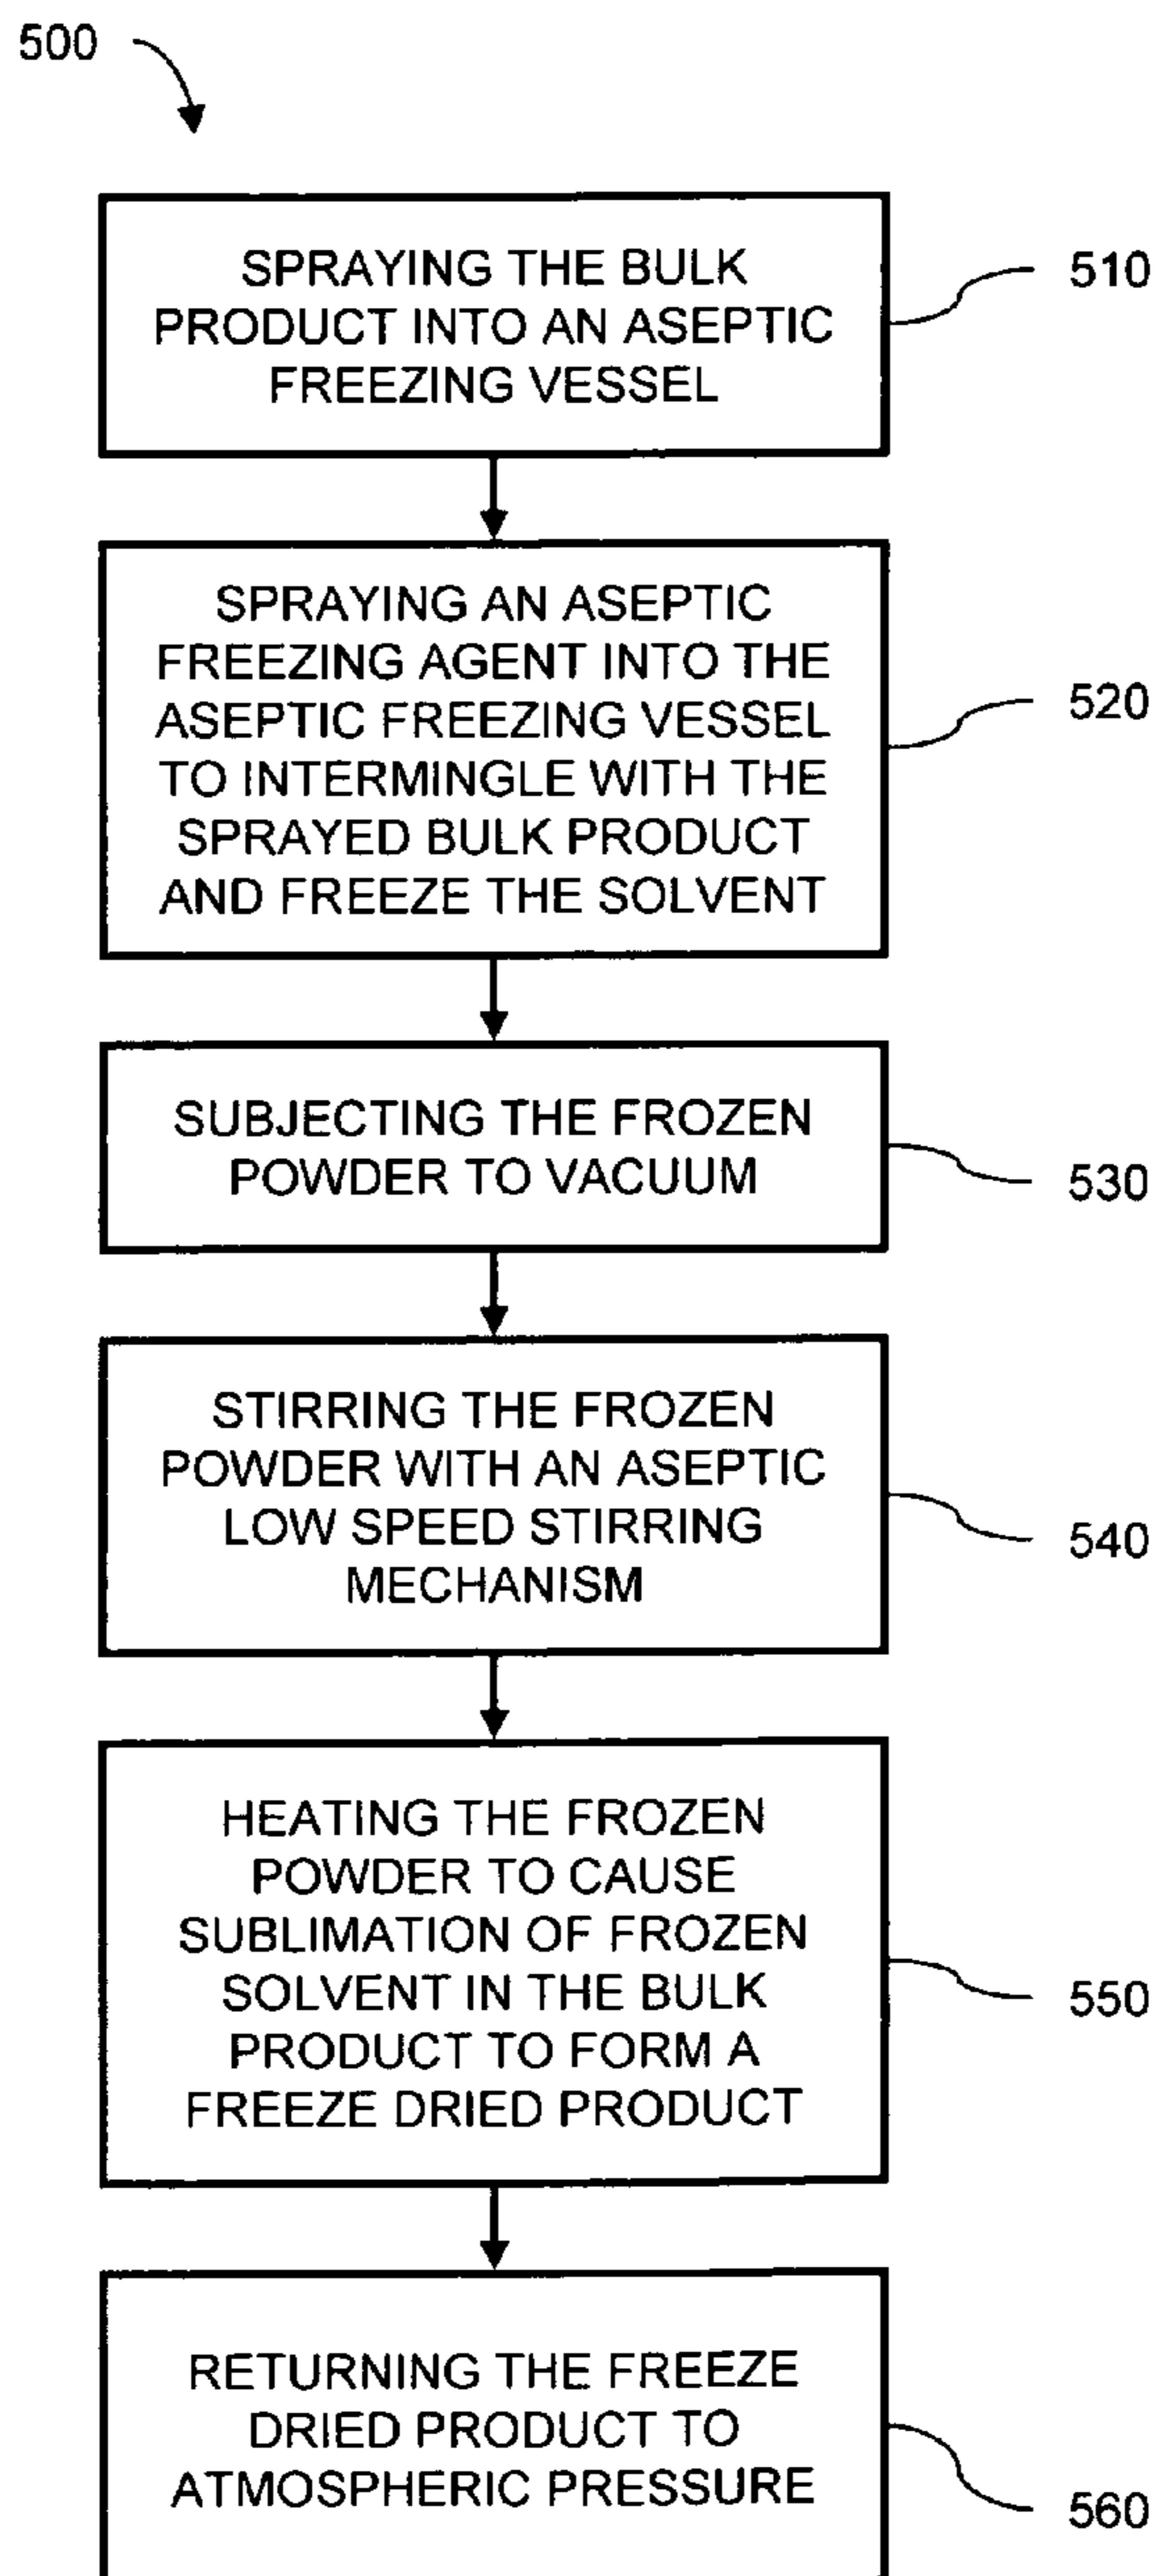 500
SPRAYING THE BULK
PRODUCT INTO AN ASEPTIC
FREEZING VESSEL
510
SPRAYING AN ASEPTIC
FREEZING AGENT INTO THE
ASEPTIC FREEZING VESSEL
TO INTERMINGLE WITH THE
SPRAYED BULK PRODUCT
AND FREEZE THE SOLVENT
520
SUBJECTING THE FROZEN
POWDER TO VACUUM
530
STIRRING THE FROZEN
POWDER WITH AN ASEPTIC
LOW SPEED STIRRING
MECHANISM
540
HEATING THE FROZEN
POWDER TO CAUSE
SUBLIMATION OF FROZEN
SOLVENT IN THE BULK
PRODUCT TO FORM A
FREEZE DRIED PRODUCT
550
RETURNING THE FREEZE
DRIED PRODUCT TO
ATMOSPHERIC PRESSURE
560